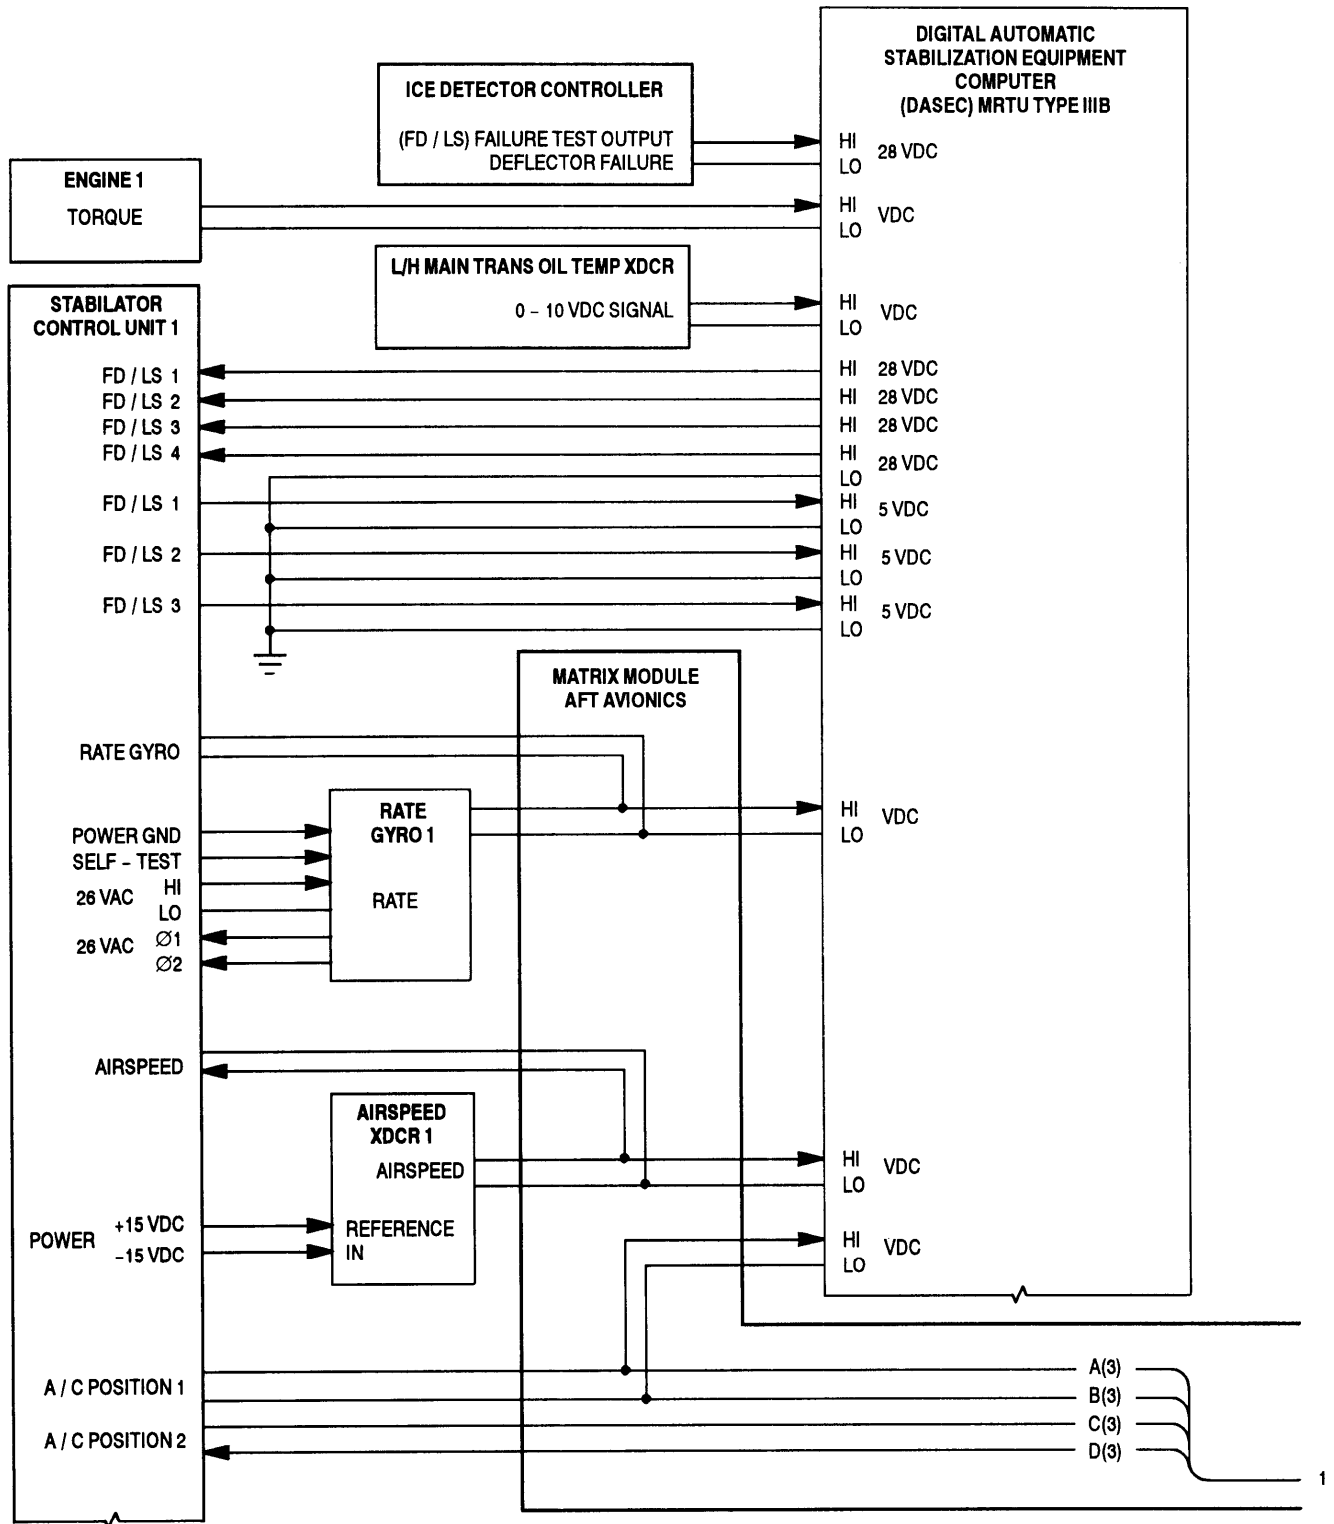 DIGITAL AUTOMATIC
STABILIZATION EQUIPMENT
COMPUTER
(DASEC) MRTU TYPE IIIB
ICE DETECTOR CONTROLLER
(FD / LS) FAILURE TEST OUTPUT
DEFLECTOR FAILURE
HI
LO
28 VDC
ENGINE 1
TORQUE
HI
LO
VDC
L/H MAIN TRANS OIL TEMP XDCR
0 – 10 VDC SIGNAL
HI
LO
VDC
STABILATOR
CONTROL UNIT 1
FD / LS 1
HI 28 VDC
FD / LS 2
HI 28 VDC
FD / LS 3
HI 28 VDC
FD / LS 4
HI
LO
28 VDC
FD / LS 1
HI
LO
5 VDC
FD / LS 2
HI
LO
5 VDC
FD / LS 3
HI
LO
5 VDC
MATRIX MODULE
AFT AVIONICS
RATE GYRO
RATE
GYRO 1
RATE
HI
LO
VDC
POWER GND
SELF – TEST
26 VAC
HI
LO
26 VAC
Ø1
Ø2
AIRSPEED
AIRSPEED
XDCR 1
AIRSPEED
HI
LO
VDC
POWER
+15 VDC
–15 VDC
REFERENCE
IN
HI
LO
VDC
A / C POSITION 1
A / C POSITION 2
A(3)
B(3)
C(3)
D(3)
1